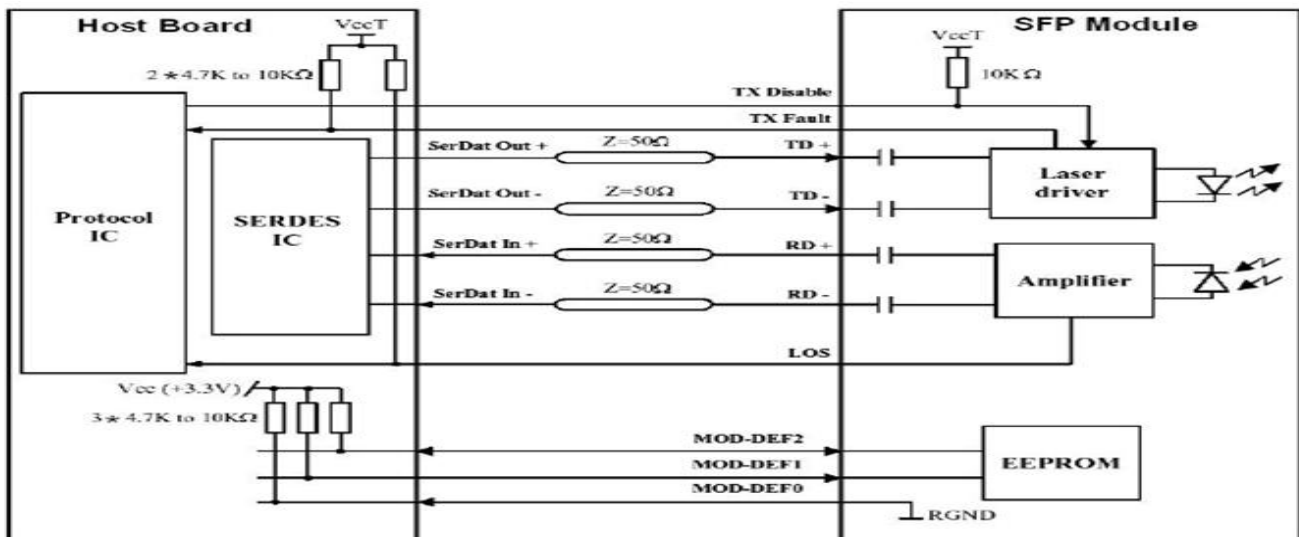 Host Board
SFP Module
VccT
VccT
2 * 4.7K to 10KΩ
10K Ω
TX Disable
TX Fault
SerDat Out +
Z=50Ω
TD +
Laser
driver
SerDat Out -
Z=50Ω
TD -
Protocol
IC
SERDES
IC
SerDat In +
Z=50Ω
RD +
Amplifier
SerDat In -
Z=50Ω
RD -
LOS
Vcc (+3.3V)
3 * 4.7K to 10KΩ
MOD-DEF2
MOD-DEF1
EEPROM
MOD-DEF0
RGND